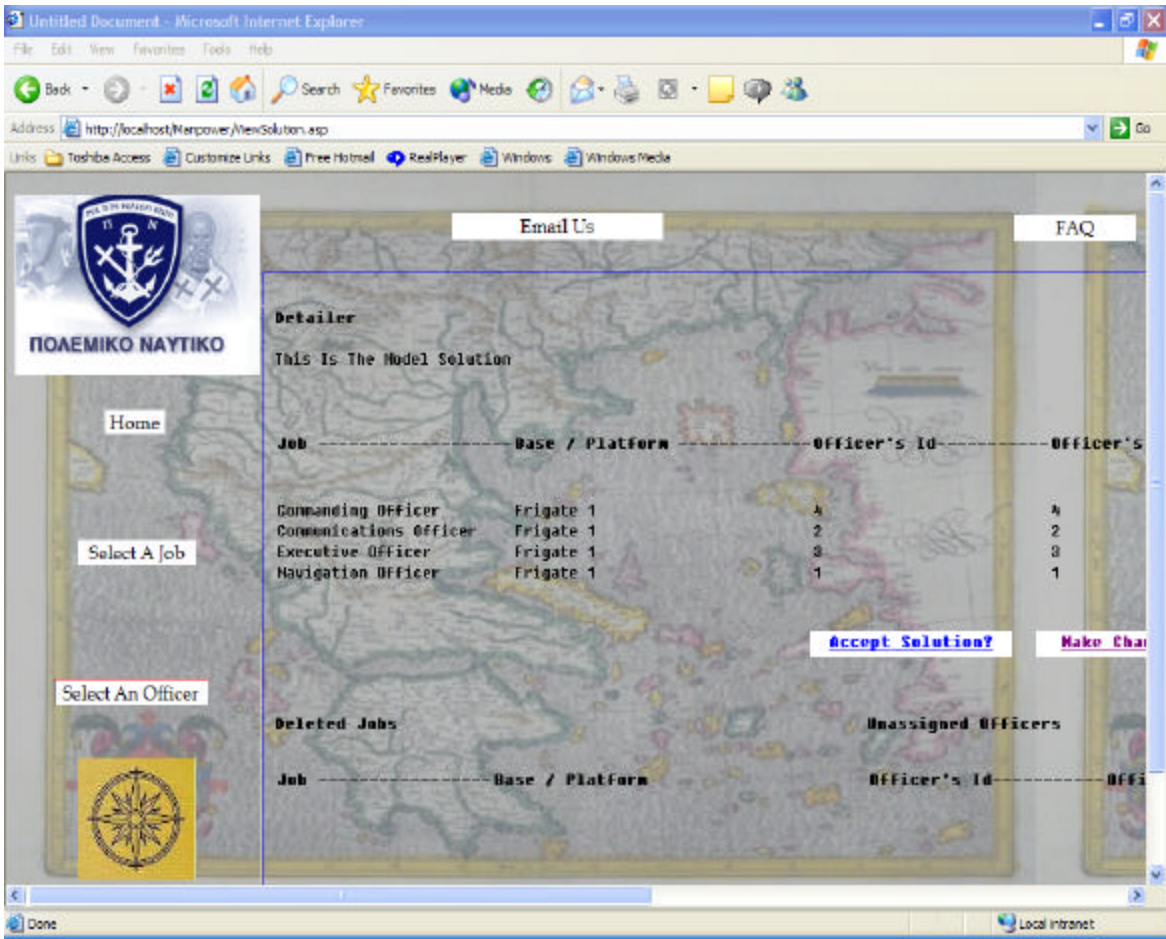 Untitled Document - Microsoft Internet Explorer
File Edit View Favorites Tools Help
Back Search Favorites Media
Address http://localhost/Manpower/ViewSolution.asp Go
Links Toshiba Access Customize Links Free Hotmail RealPlayer Windows Windows Media
Π Ν
ΠΟΛΕΜΙΚΟ ΝΑΥΤΙΚΟ
Email Us
FAQ
Home
Select A Job
Select An Officer
Detailer
This Is The Model Solution
Job --------------------Base / Platform --------------Officer's Id------------Officer's
Commanding Officer Frigate 1 4 4
Communications Officer Frigate 1 2 2
Executive Officer Frigate 1 3 3
Navigation Officer Frigate 1 1 1
Accept Solution? Make Cha
Deleted Jobs Unassigned Officers
Job ------------------Base / Platform Officer's Id------------Offi
Done Local intranet